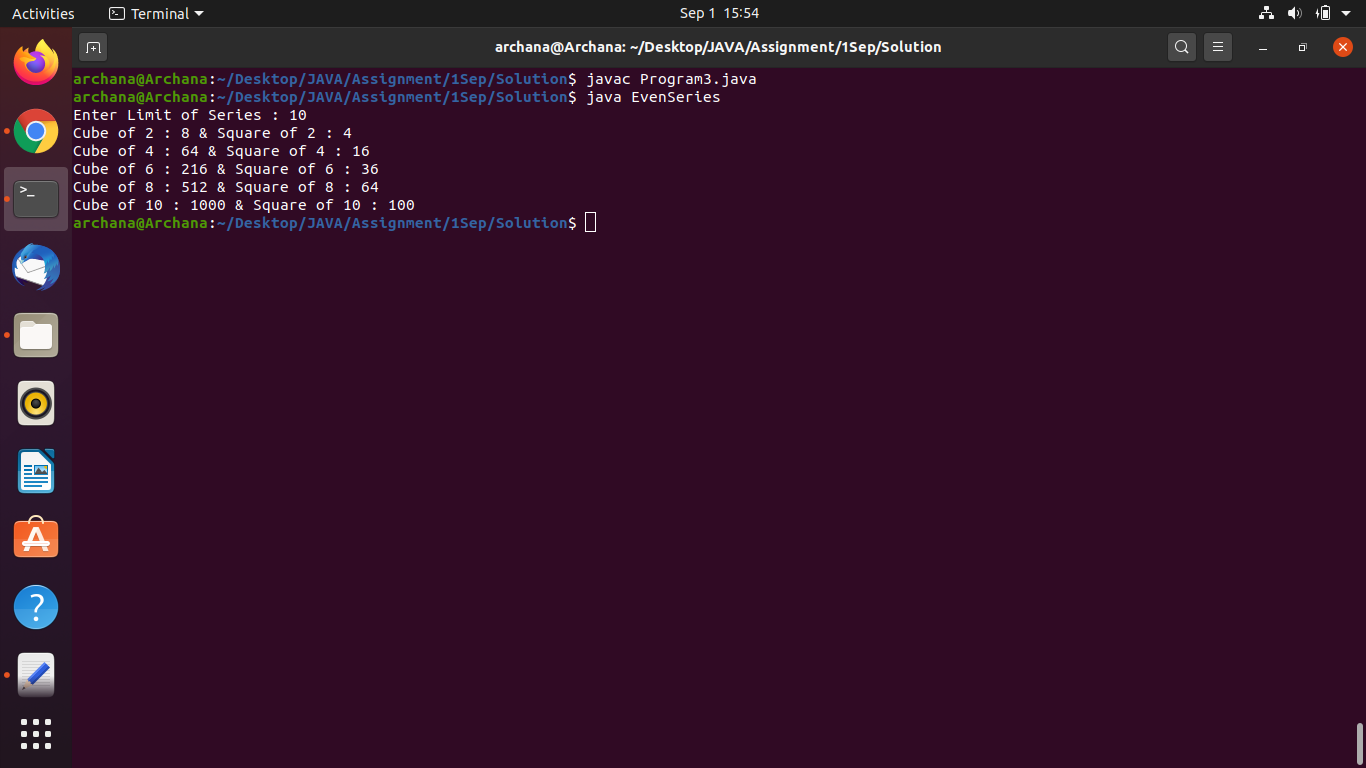 Activities Terminal Sep 1 15:54
archana@Archana: ~/Desktop/JAVA/Assignment/1Sep/Solution
archana@Archana:~/Desktop/JAVA/Assignment/1Sep/Solution$ javac Program3.java
archana@Archana:~/Desktop/JAVA/Assignment/1Sep/Solution$ java EvenSeries
Enter Limit of Series : 10
Cube of 2 : 8 & Square of 2 : 4
Cube of 4 : 64 & Square of 4 : 16
Cube of 6 : 216 & Square of 6 : 36
Cube of 8 : 512 & Square of 8 : 64
Cube of 10 : 1000 & Square of 10 : 100
archana@Archana:~/Desktop/JAVA/Assignment/1Sep/Solution$